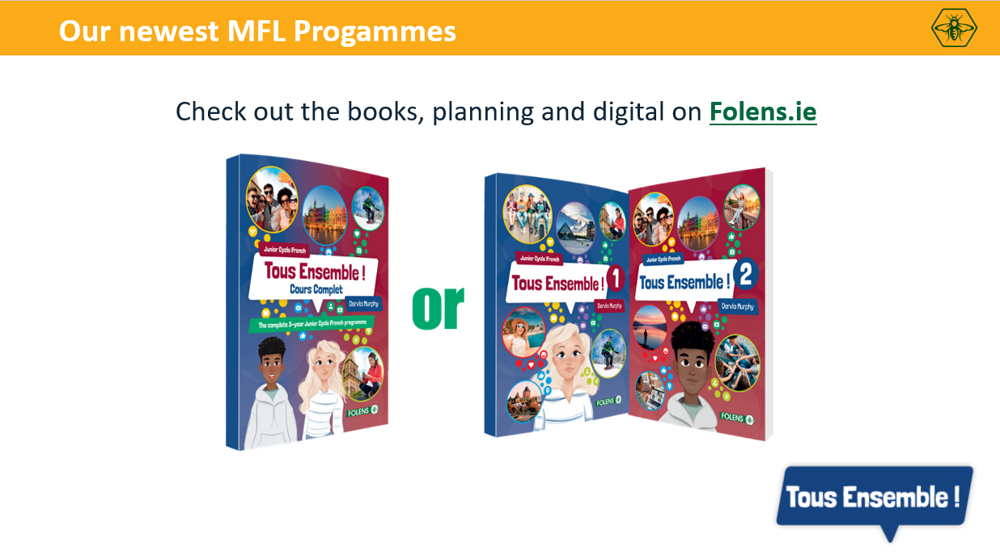 Our newest MFL Progammes
Check out the books, planning and digital on Folens.ie
Junior Cycle French
Tous Ensemble !
Cours Complet
Darvla Murphy
The complete 3-year Junior Cycle French programme
FOLENS
or
Junior Cycle French
Tous Ensemble ! 1
Darvla Murphy
FOLENS
Junior Cycle French
Tous Ensemble ! 2
Darvla Murphy
FOLENS
Tous Ensemble !